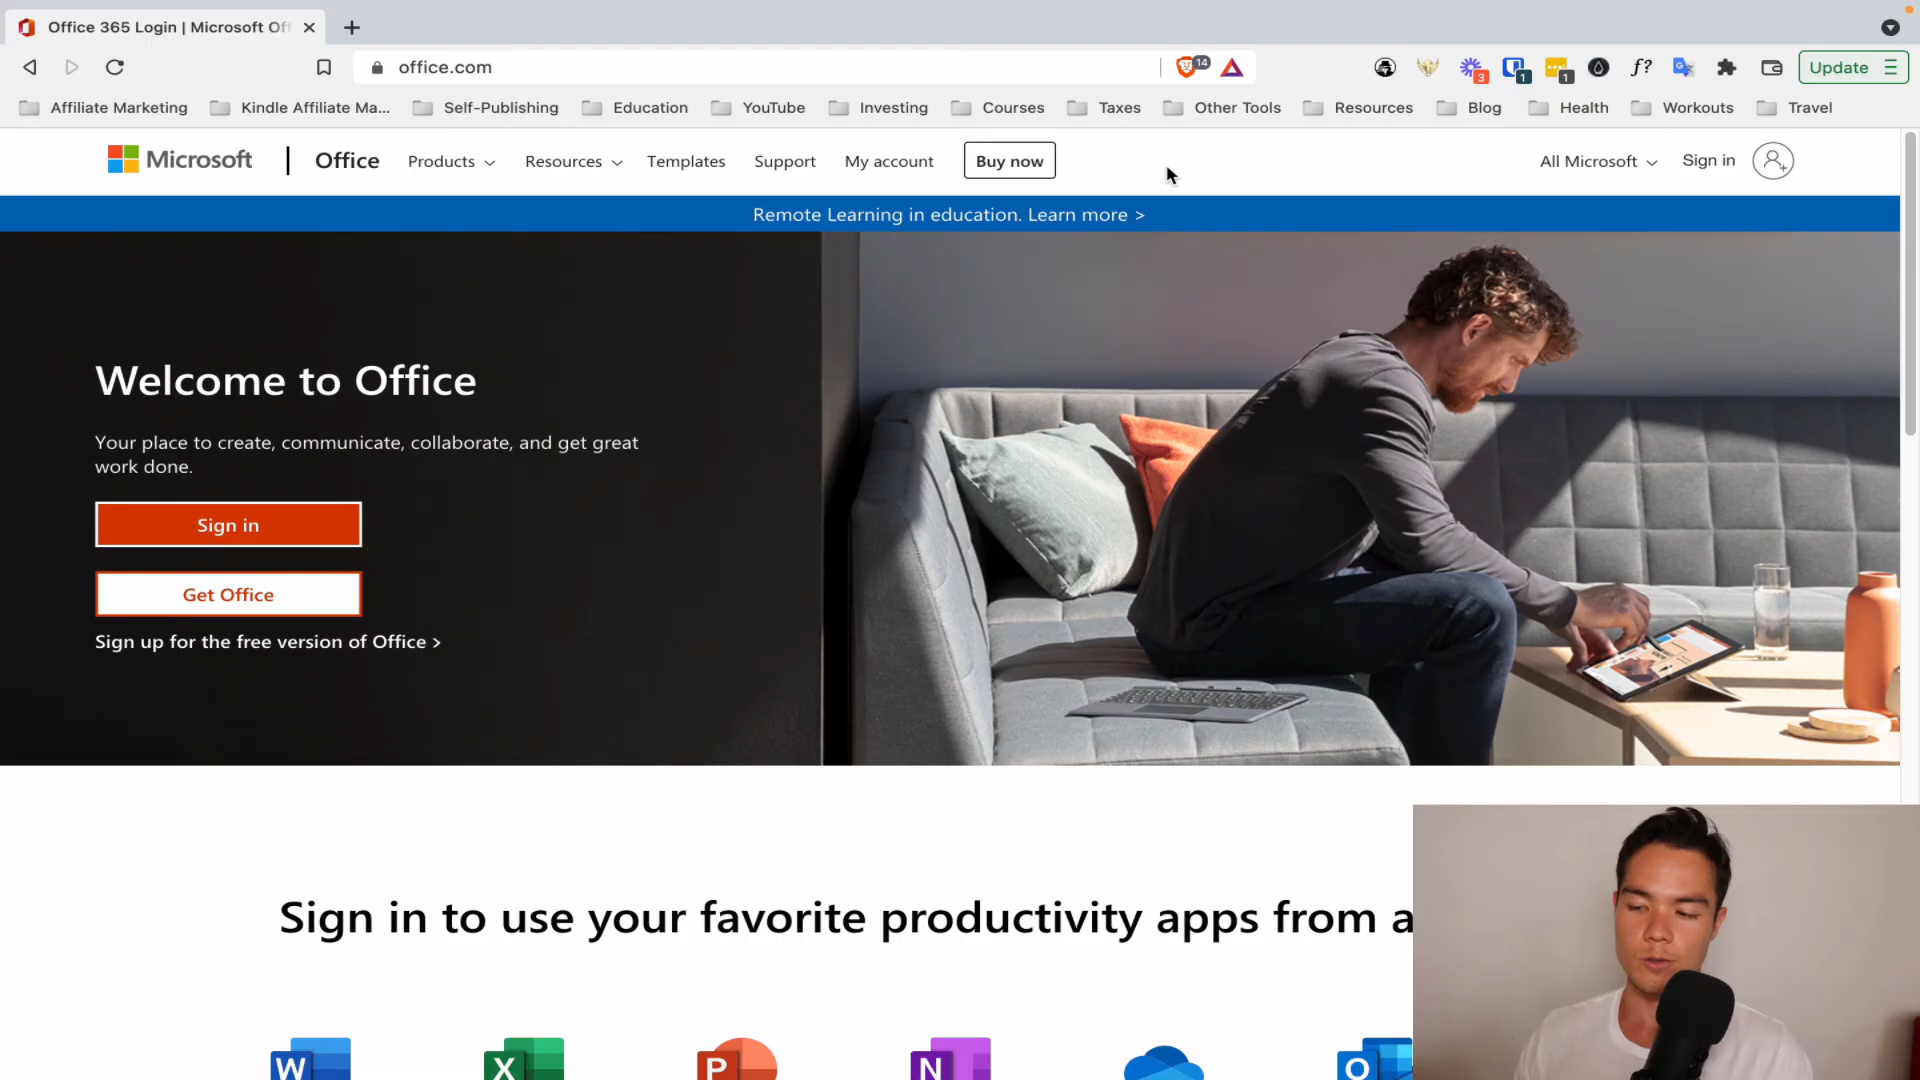 Office 365 Login | Microsoft Of
office.com
14
3
1
1
f?
Update
Affiliate Marketing
Kindle Affiliate Ma...
Self-Publishing
Education
YouTube
Investing
Courses
Taxes
Other Tools
Resources
Blog
Health
Workouts
Travel
Microsoft
Office
Products
Resources
Templates
Support
My account
Buy now
All Microsoft
Sign in
Remote Learning in education. Learn more >
Welcome to Office
Your place to create, communicate, collaborate, and get great
work done.
Sign in
Get Office
Sign up for the free version of Office >
Sign in to use your favorite productivity apps from a
W
X
P
N
O